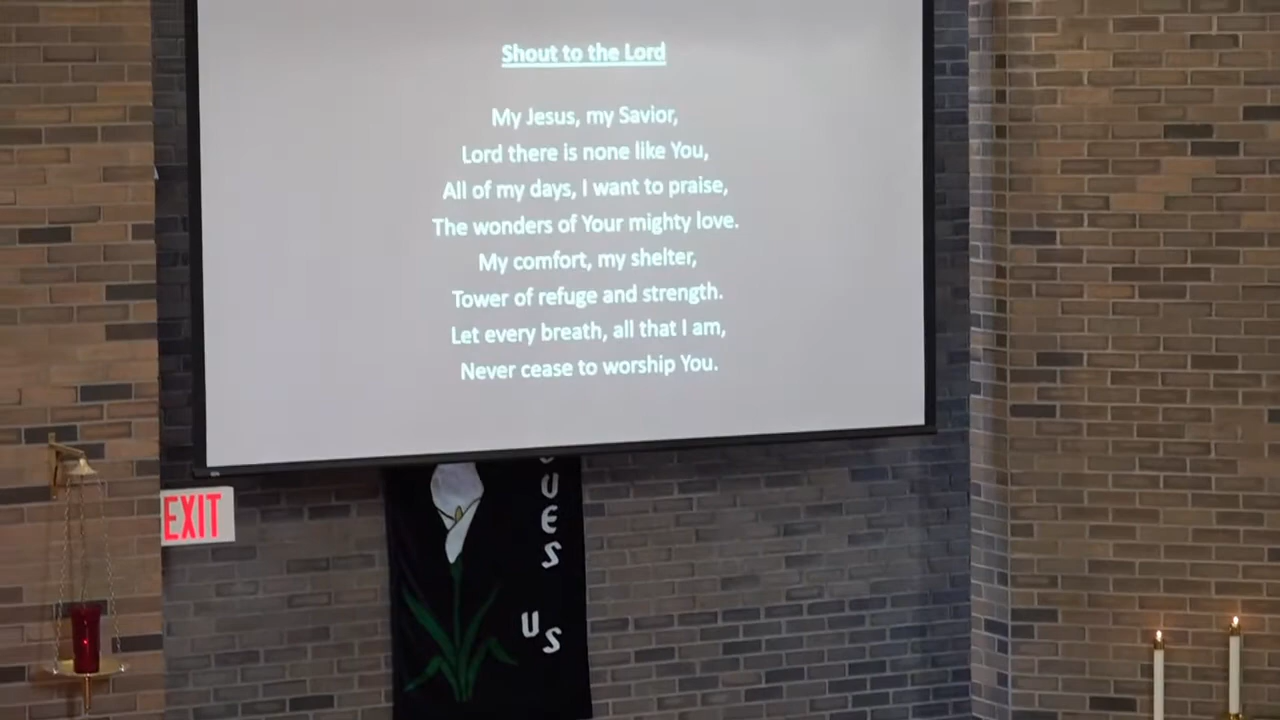 Shout to the Lord
My Jesus, my Savior,
Lord there is none like You,
All of my days, I want to praise,
The wonders of Your mighty love.
My comfort, my shelter,
Tower of refuge and strength.
Let every breath, all that I am,
Never cease to worship You.
EXIT
US